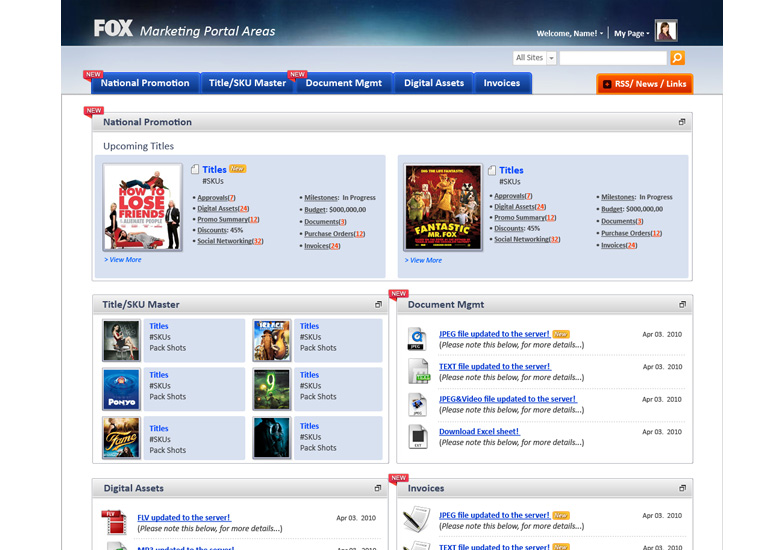 FOX Marketing Portal Areas
Welcome, Name! My Page
All Sites
NEW NEW
National Promotion Title/SKU Master Document Mgmt Digital Assets Invoices RSS/ News / Links
NEW
National Promotion
Upcoming Titles
HOW TO LOSE FRIENDS & ALIENATE PEOPLE
Titles New
#SKUs
• Approvals(7)
• Digital Assets(24)
• Promo Summary(12)
• Discounts: 45%
• Social Networking(32)
• Milestones: In Progress
• Budget: $000,000,00
• Documents(3)
• Purchase Orders(12)
• Invoices(24)
> View More
DIG THE LIFE FANTASTIC
FANTASTIC MR. FOX
Titles
#SKUs
• Approvals(7)
• Digital Assets(24)
• Promo Summary(12)
• Discounts: 45%
• Social Networking(32)
• Milestones: In Progress
• Budget: $000,000,00
• Documents(3)
• Purchase Orders(12)
• Invoices(24)
> View More
Title/SKU Master
Titles
#SKUs
Pack Shots
ICE AGE
Titles
#SKUs
Pack Shots
PONYO
Titles
#SKUs
Pack Shots
9
Titles
#SKUs
Pack Shots
Fame
Titles
#SKUs
Pack Shots
Titles
#SKUs
Pack Shots
NEW
Document Mgmt
JPEG file updated to the server! New Apr 03. 2010
(Please note this below, for more details...)
TEXT file updated to the server! Apr 03. 2010
(Please note this below, for more details...)
JPEG
JPEG&Video file updated to the server! Apr 03. 2010
(Please note this below, for more details...)
Download Excel sheet! Apr 03. 2010
(Please note this below, for more details...)
Digital Assets
FLV
FLV updated to the server! Apr 03. 2010
(Please note this below, for more details...)
MP3 updated to the server!
NEW
Invoices
JPEG file updated to the server! New Apr 03. 2010
(Please note this below, for more details...)
TEXT file updated to the server! New Apr 03. 2010